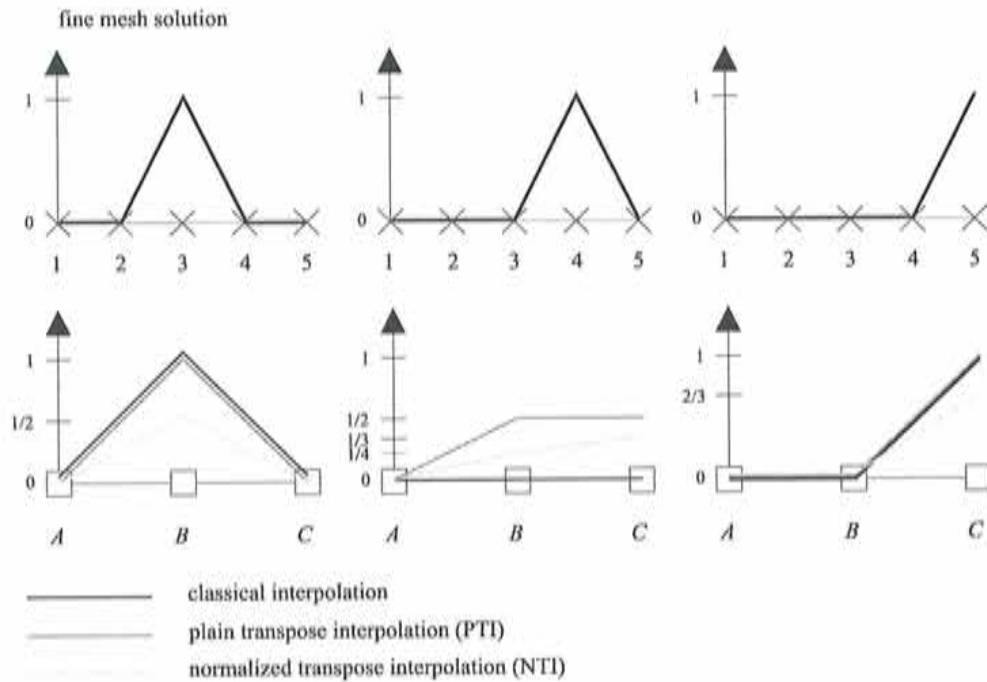 fine mesh solution
1 1 1
0 0 0
1 2 3 4 5 1 2 3 4 5 1 2 3 4 5
1 1 1
2/3
1/2 1/2
1/3
1/4
0 0 0
A B C A B C A B C
classical interpolation
plain transpose interpolation (PTI)
normalized transpose interpolation (NTI)